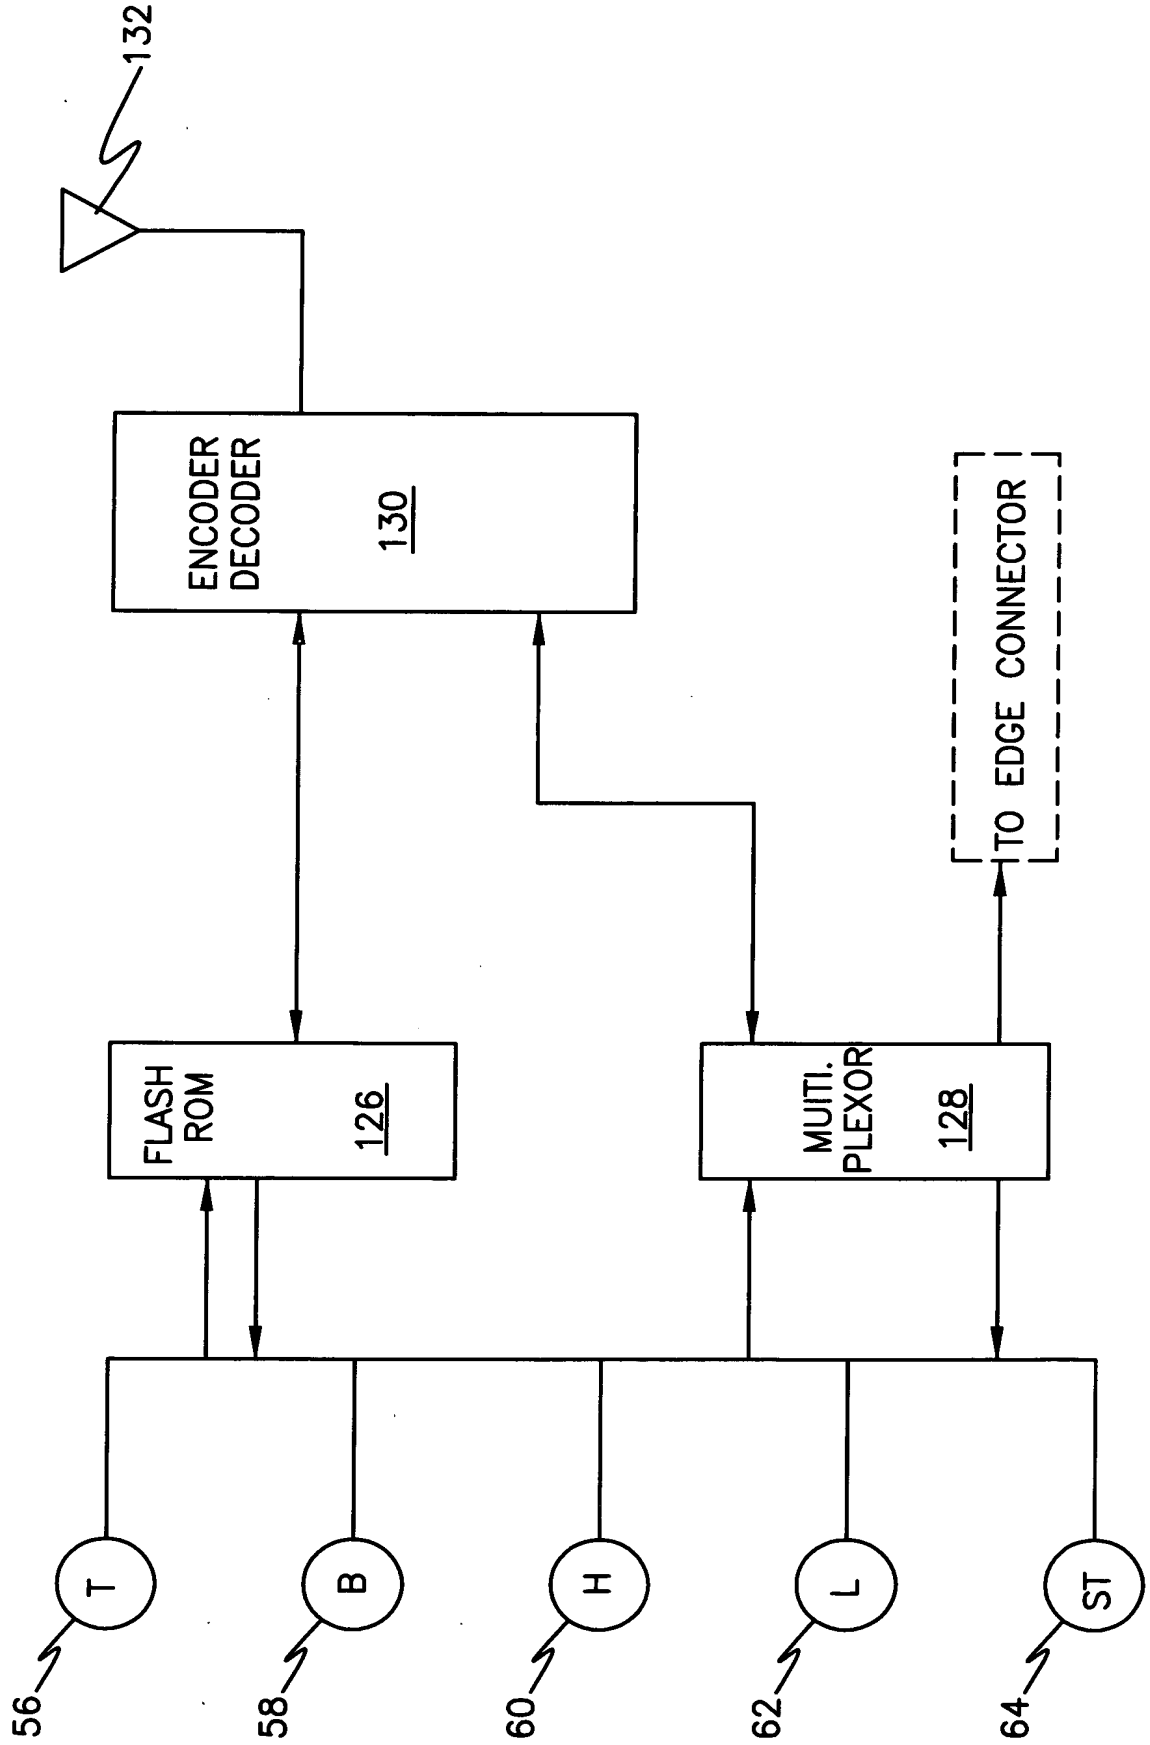 56
T
58
B
60
H
62
L
64
ST
FLASH
ROM
126
MUITI.
PLEXOR
128
ENCODER
DECODER
130
TO EDGE CONNECTOR
132